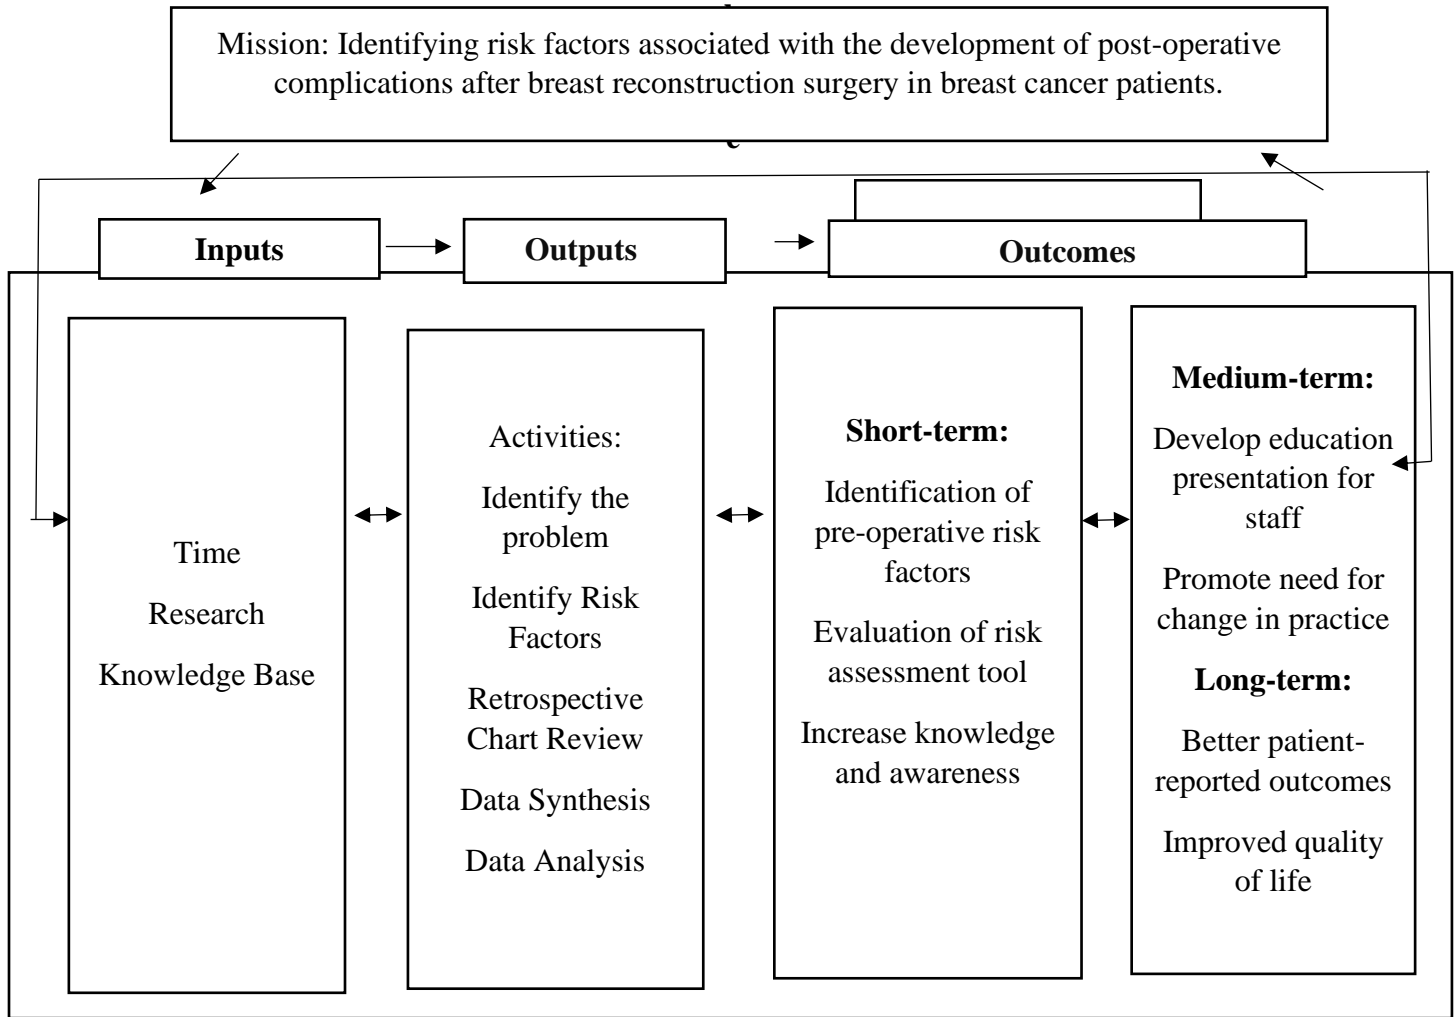 Mission: Identifying risk factors associated with the development of post-operative
complications after breast reconstruction surgery in breast cancer patients.
Inputs
Outputs
Outcomes
Time
Research
Knowledge Base
Activities:
Identify the
problem
Identify Risk
Factors
Retrospective
Chart Review
Data Synthesis
Data Analysis
Short-term:
Identification of
pre-operative risk
factors
Evaluation of risk
assessment tool
Increase knowledge
and awareness
Medium-term:
Develop education
presentation for
staff
Promote need for
change in practice
Long-term:
Better patient-
reported outcomes
Improved quality
of life